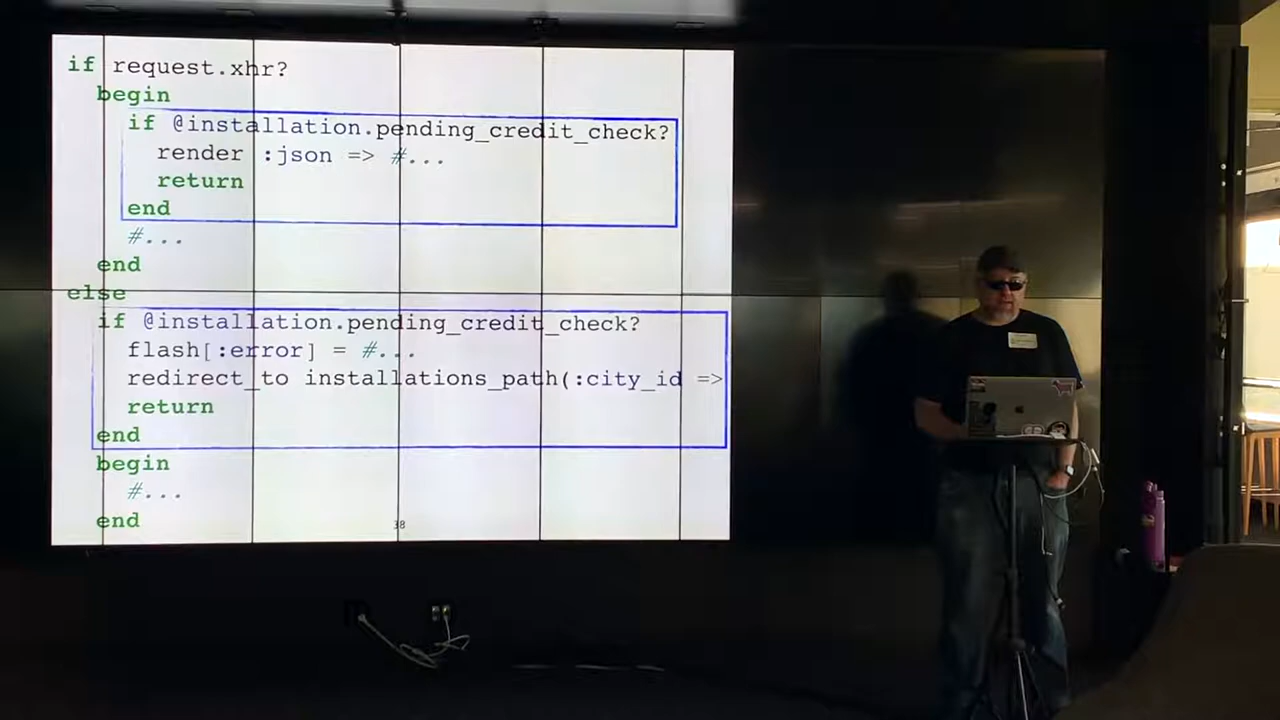 if request.xhr?
begin
if @installation.pending_credit_check?
render :json => #...
return
end
#...
end
else
if @installation.pending_credit_check?
flash[:error] = #...
redirect_to installations_path(:city_id =>
return
end
begin
#...
end
38